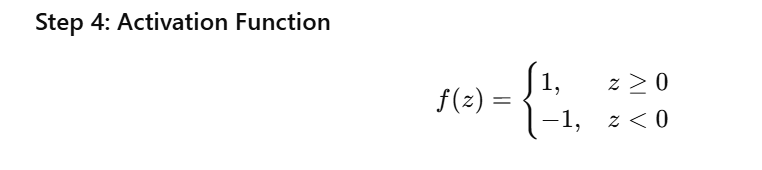 Step 4: Activation Function
f(z) = { 1, z ≥ 0
−1, z < 0